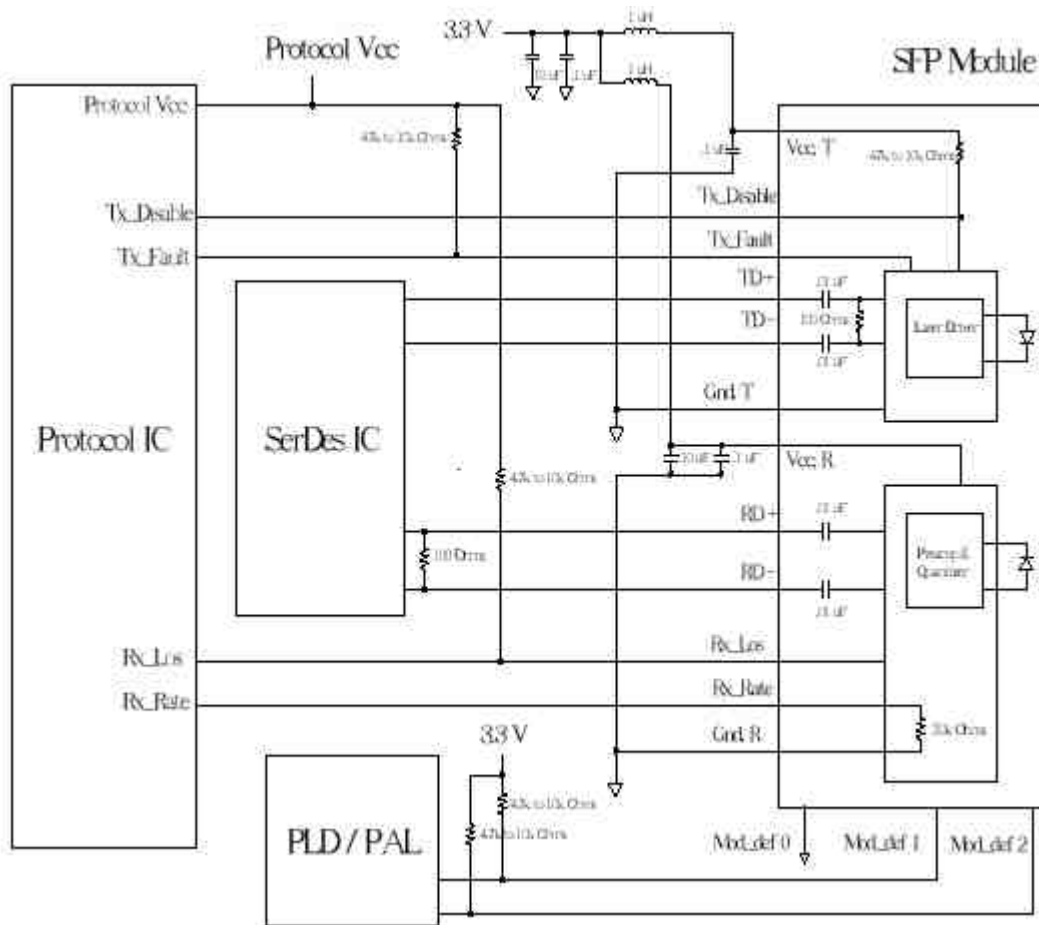 3.3 V
1 uH
Protocol Vcc
1 uH
SFP Module
10 uF
.1 uF
Protocol Vcc
4.7k to 10k Ohms
.1 uF
Vcc, T
4.7k to 10k Ohms
Tx_Disable
Tx_Disable
Tx_Fault
Tx_Fault
TD+
.01 uF
100 Ohms
TD-
.01 uF
Laser Driver
Gnd, T
Protocol IC
SerDes IC
10 uF
.1 uF
Vcc, R
4.7k to 10k Ohms
RD+
.01 uF
100 Ohms
Preamp &
Quantizer
RD-
.01 uF
Rx_Los
Rx_Los
Rx_Rate
Rx_Rate
3.3 V
Gnd, R
30k Ohms
4.7k to 10k Ohms
4.7k to 10k Ohms
PLD / PAL
Mod_def 0
Mod_def 1
Mod_def 2